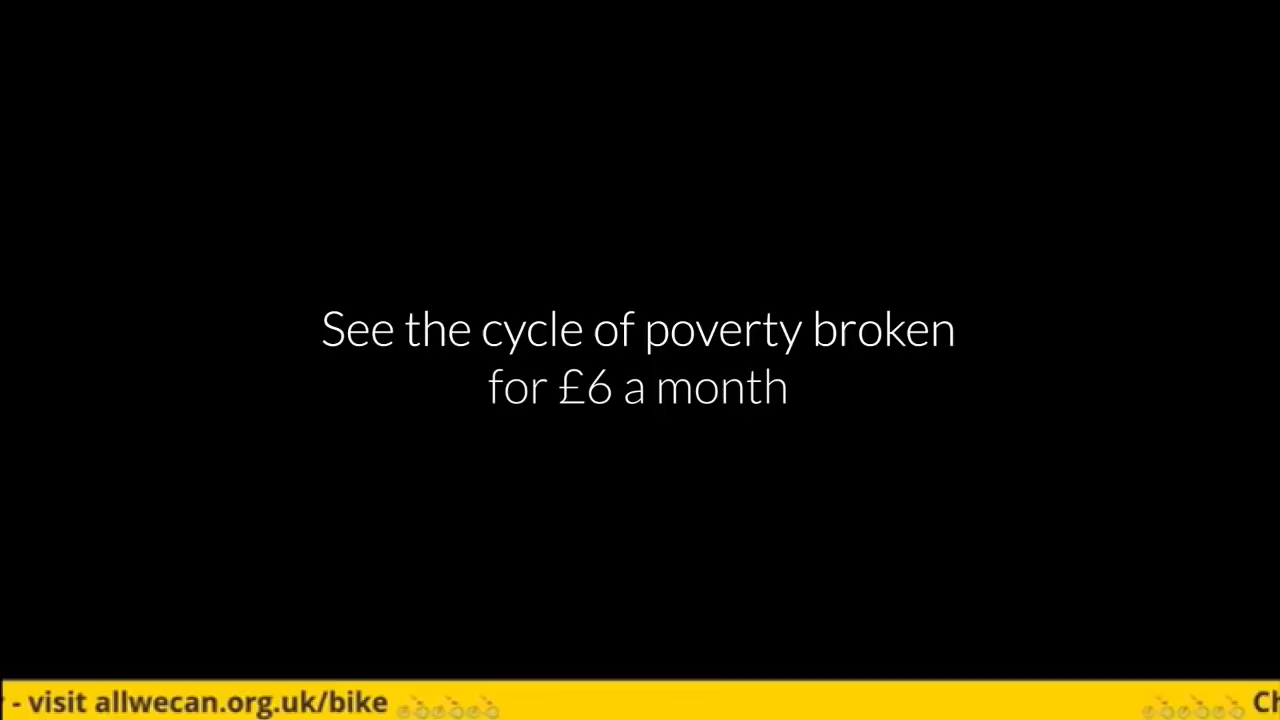 See the cycle of poverty broken
for £6 a month
- visit allwecan.org.uk/bike